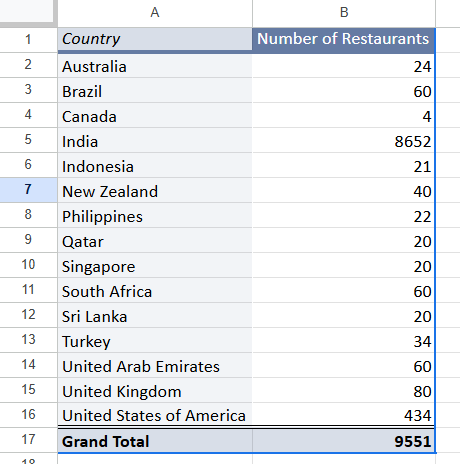 A B
1 Country Number of Restaurants
2 Australia 24
3 Brazil 60
4 Canada 4
5 India 8652
6 Indonesia 21
7 New Zealand 40
8 Philippines 22
9 Qatar 20
10 Singapore 20
11 South Africa 60
12 Sri Lanka 20
13 Turkey 34
14 United Arab Emirates 60
15 United Kingdom 80
16 United States of America 434
17 Grand Total 9551
18